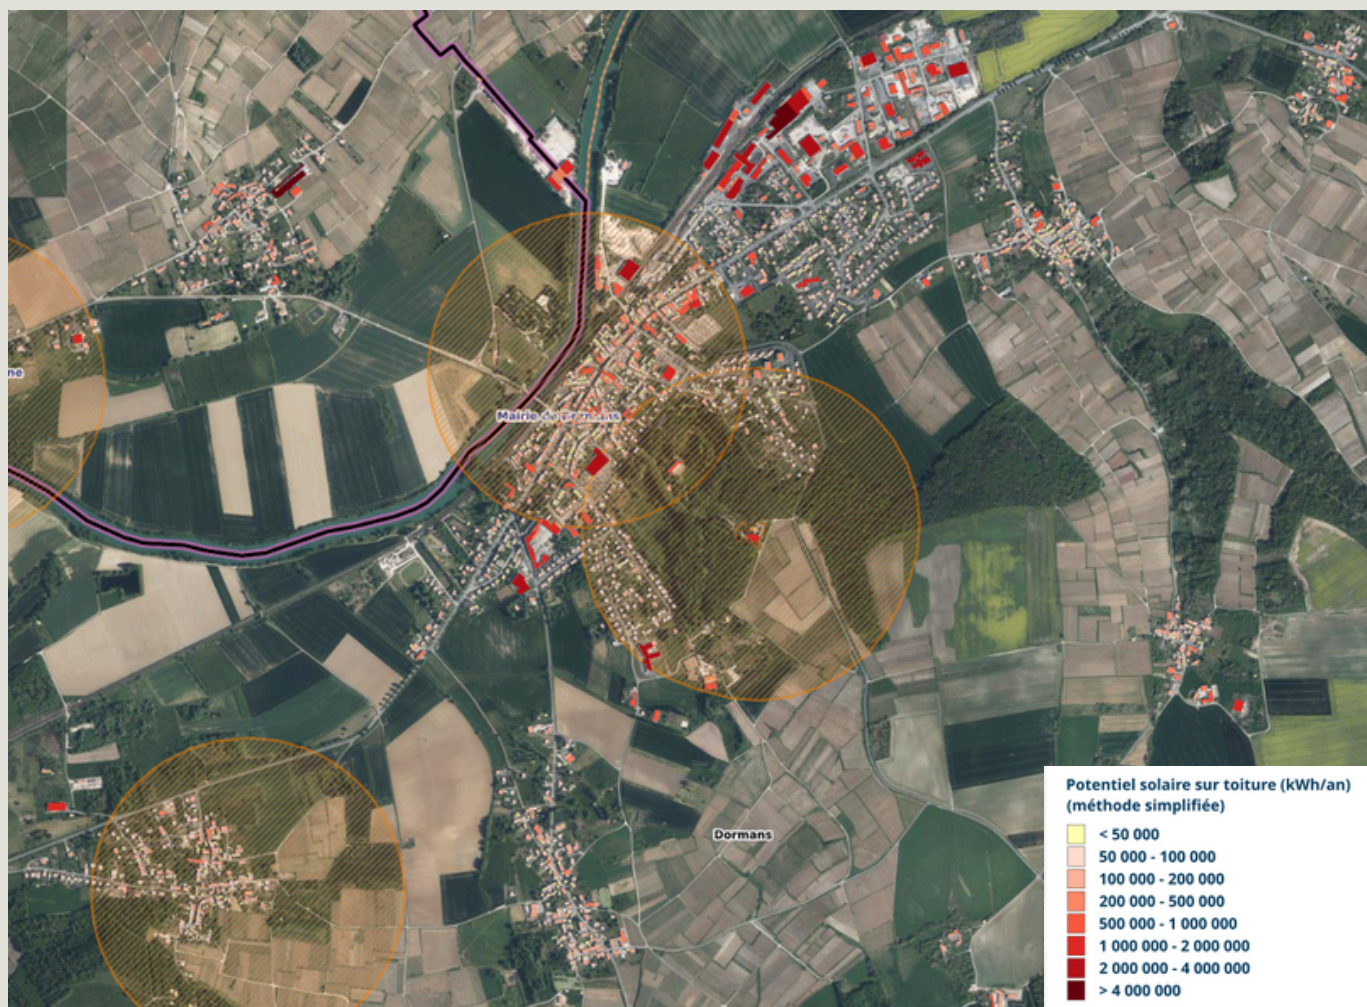 ne
Mairie de Dormans
Dormans
Potentiel solaire sur toiture (kWh/an)
(méthode simplifiée)
< 50 000
50 000 - 100 000
100 000 - 200 000
200 000 - 500 000
500 000 - 1 000 000
1 000 000 - 2 000 000
2 000 000 - 4 000 000
> 4 000 000